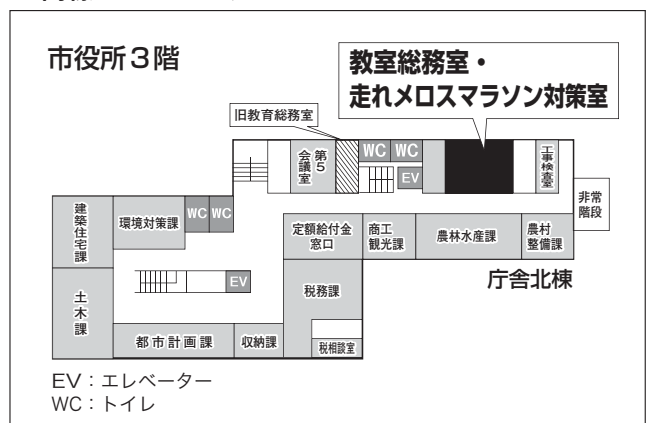 市役所３階
教室総務室・
走れメロスマラソン対策室
旧教育総務室
第５
会議室
WC
WC
EV
工事検査室
非常
階段
建築住宅課
環境対策課
WC
WC
定額給付金
窓口
商工
観光課
農林水産課
農村
整備課
庁舎北棟
土木課
EV
税務課
都市計画課
収納課
税相談室
EV：エレベーター
WC：トイレ